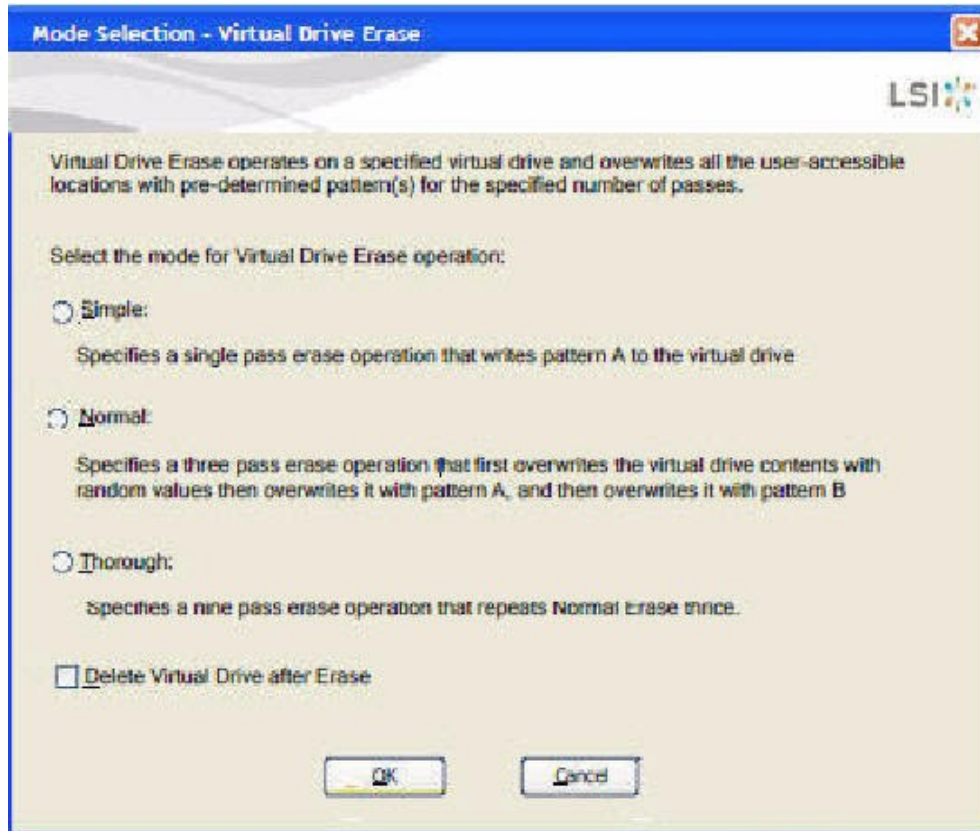 Mode Selection - Virtual Drive Erase
LSI
Virtual Drive Erase operates on a specified virtual drive and overwrites all the user-accessible
locations with pre-determined pattern(s) for the specified number of passes.
Select the mode for Virtual Drive Erase operation:
Simple:
Specifies a single pass erase operation that writes pattern A to the virtual drive
Normal:
Specifies a three pass erase operation that first overwrites the virtual drive contents with
random values then overwrites it with pattern A, and then overwrites it with pattern B
Thorough:
Specifies a nine pass erase operation that repeats Normal Erase thrice.
Delete Virtual Drive after Erase
OK
Cancel